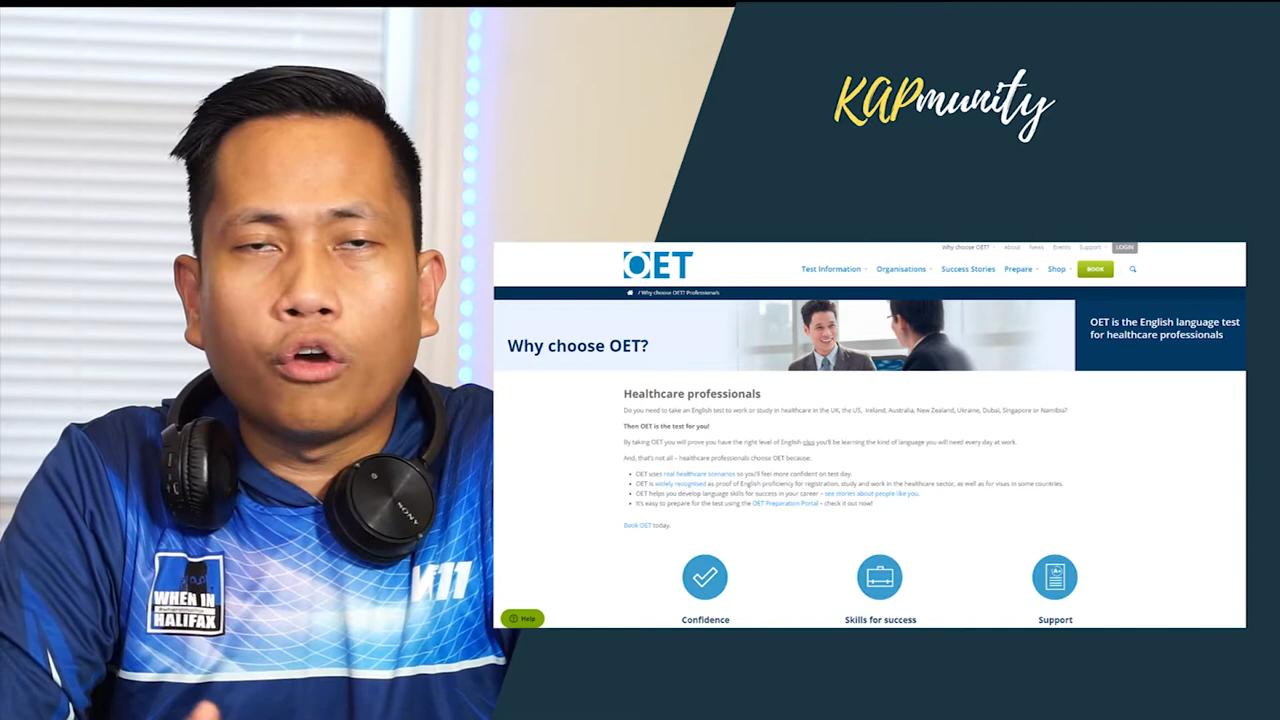 KAPmunity
Why choose OET?
About
News
Events
Support
LOGIN
OET
Test Information
Organisations
Success Stories
Prepare
Shop
BOOK
/ Why choose OET? Professionals
Why choose OET?
OET is the English language test
for healthcare professionals
Healthcare professionals
Do you need to take an English test to work or study in healthcare in the UK, the US, Ireland, Australia, New Zealand, Ukraine, Dubai, Singapore or Namibia?
Then OET is the test for you!
By taking OET you will prove you have the right level of English plus you'll be learning the kind of language you will need every day at work.
And, that's not all – healthcare professionals choose OET because:
OET uses real healthcare scenarios so you'll feel more confident on test day.
OET is widely recognised as proof of English proficiency for registration, study and work in the healthcare sector, as well as for visas in some countries.
OET helps you develop language skills for success in your career – see stories about people like you.
It's easy to prepare for the test using the OET Preparation Portal – check it out now!
Book OET today.
A+
Confidence
Skills for success
Support
Help
SONY
WHEN IN
HALIFAX